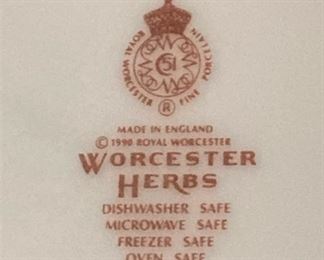 ROYAL WORCESTER FINE PORCELAIN
51
®
MADE IN ENGLAND
© 1990 ROYAL WORCESTER
WORCESTER
HERBS
DISHWASHER SAFE
MICROWAVE SAFE
FREEZER SAFE
OVEN SAFE